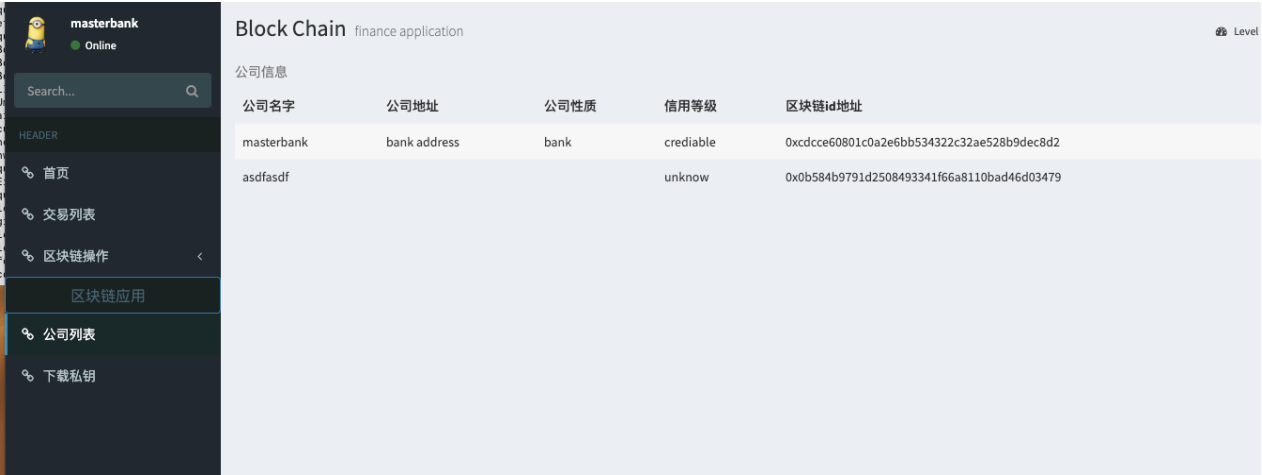 masterbank
Online
Search...
HEADER
首页
交易列表
区块链操作
区块链应用
公司列表
下载私钥
Block Chain finance application
Level
公司信息
公司名字 公司地址 公司性质 信用等级 区块链id地址
masterbank bank address bank crediable 0xcdcce60801c0a2e6bb534322c32ae528b9dec8d2
asdfasdf unknow 0x0b584b9791d2508493341f66a8110bad46d03479